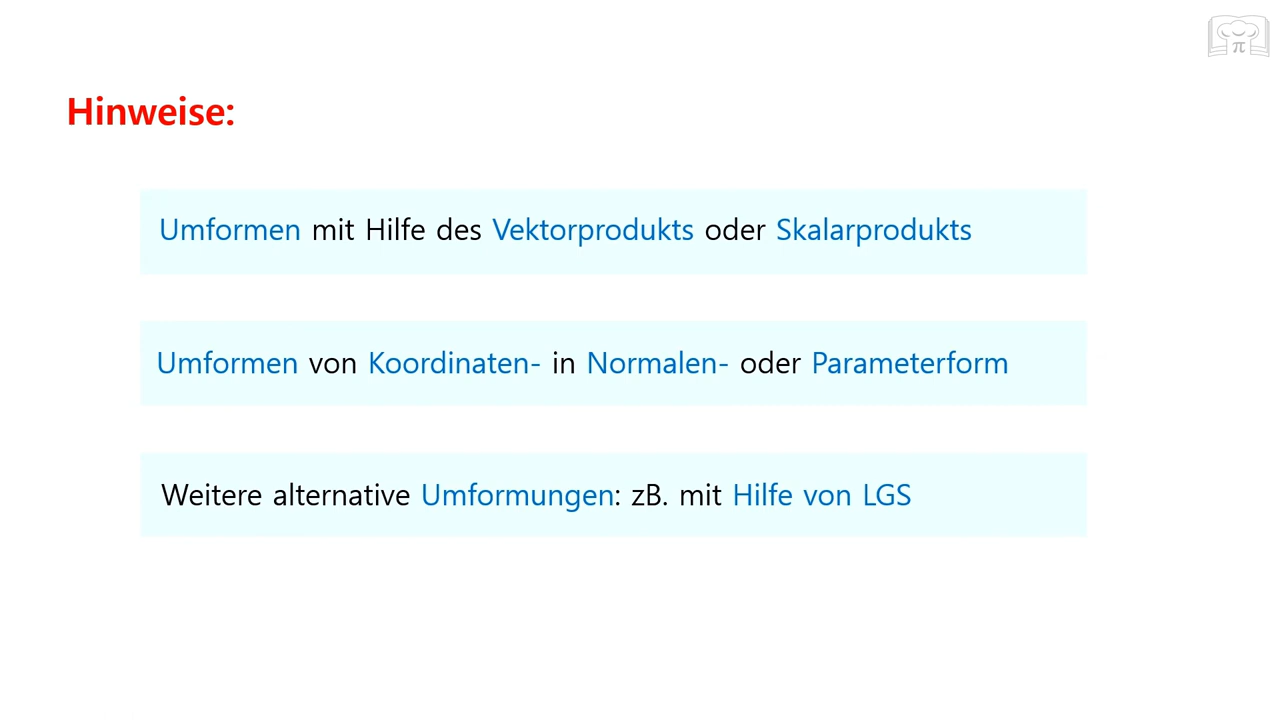 π
Hinweise:
Umformen mit Hilfe des Vektorprodukts oder Skalarprodukts
Umformen von Koordinaten- in Normalen- oder Parameterform
Weitere alternative Umformungen: zB. mit Hilfe von LGS